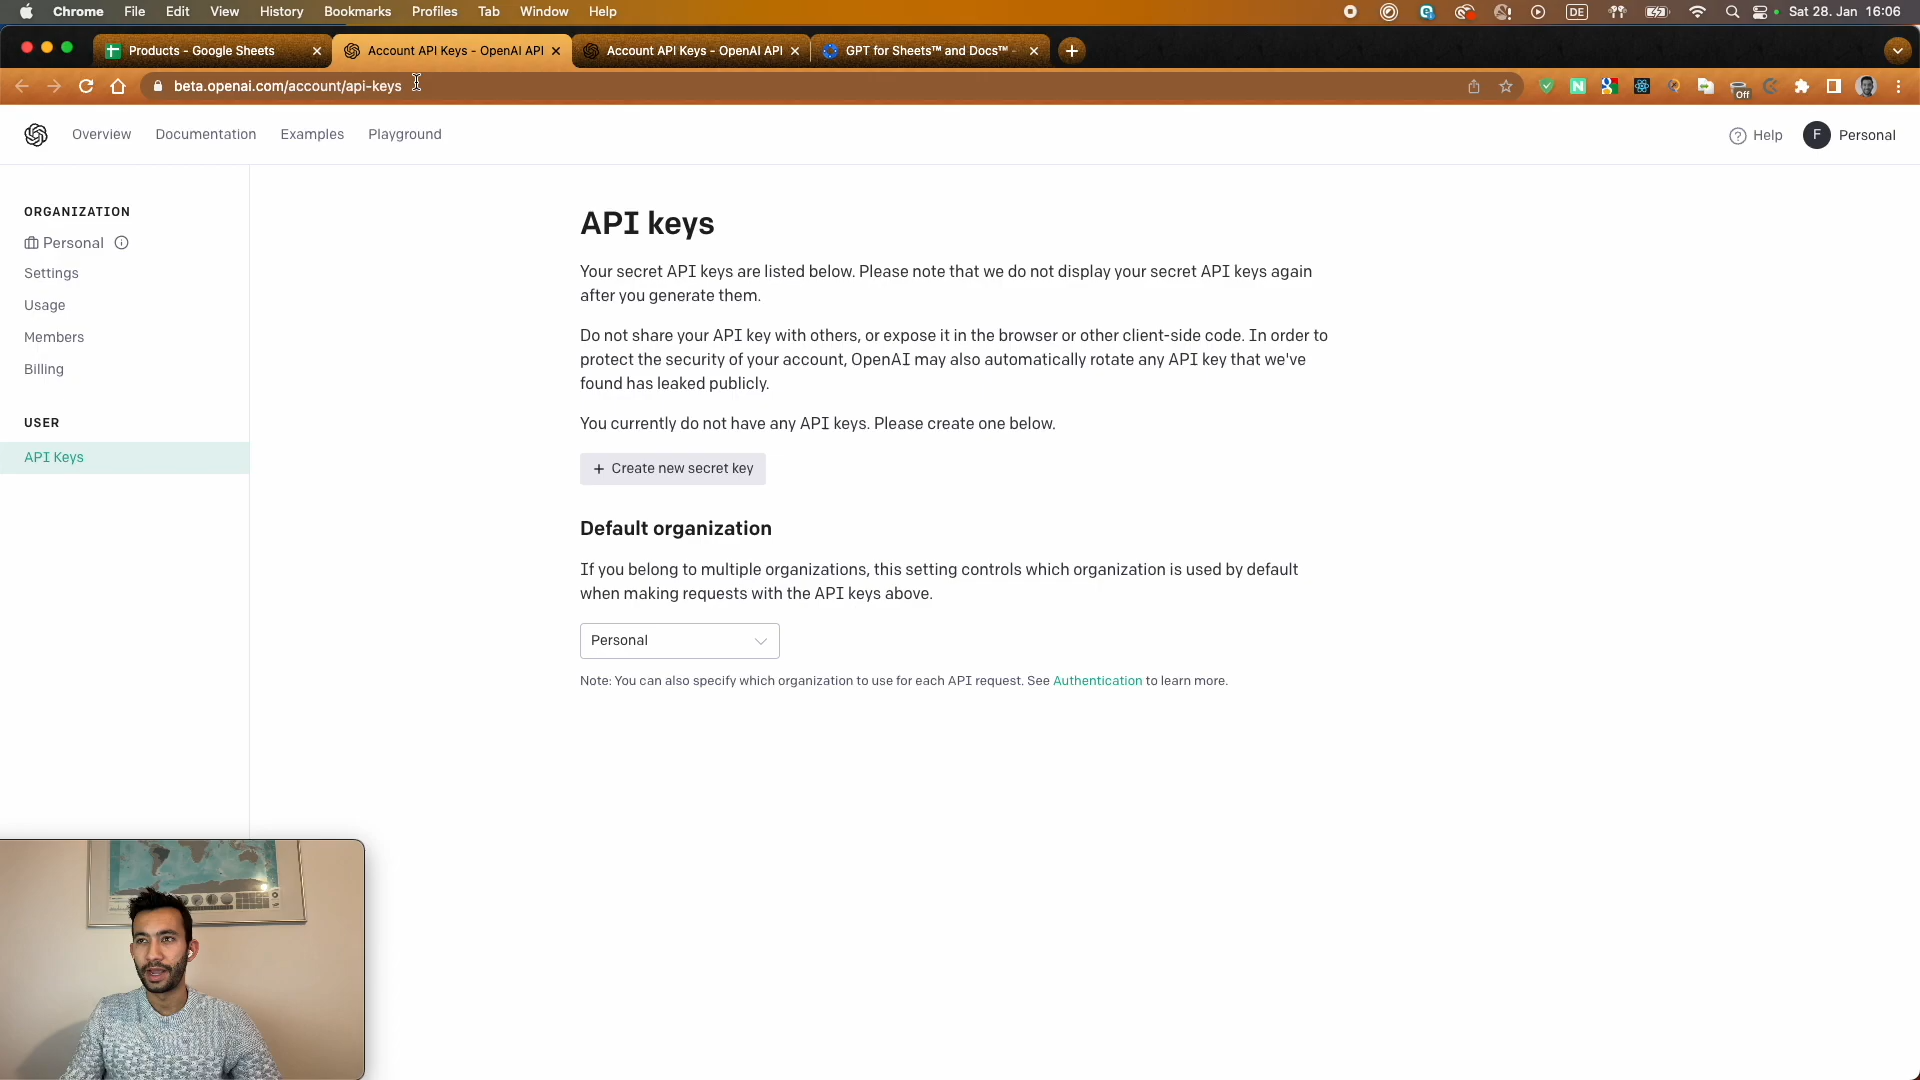 Chrome File Edit View History Bookmarks Profiles Tab Window Help DE Sat 28. Jan 16:06
Products - Google Sheets Account API Keys - OpenAI API Account API Keys - OpenAI API GPT for Sheets™ and Docs™ -
beta.openai.com/account/api-keys Off
Overview Documentation Examples Playground Help F Personal
ORGANIZATION
Personal
Settings
Usage
Members
Billing
USER
API Keys
API keys
Your secret API keys are listed below. Please note that we do not display your secret API keys again
after you generate them.
Do not share your API key with others, or expose it in the browser or other client-side code. In order to
protect the security of your account, OpenAI may also automatically rotate any API key that we've
found has leaked publicly.
You currently do not have any API keys. Please create one below.
+ Create new secret key
Default organization
If you belong to multiple organizations, this setting controls which organization is used by default
when making requests with the API keys above.
Personal
Note: You can also specify which organization to use for each API request. See Authentication to learn more.